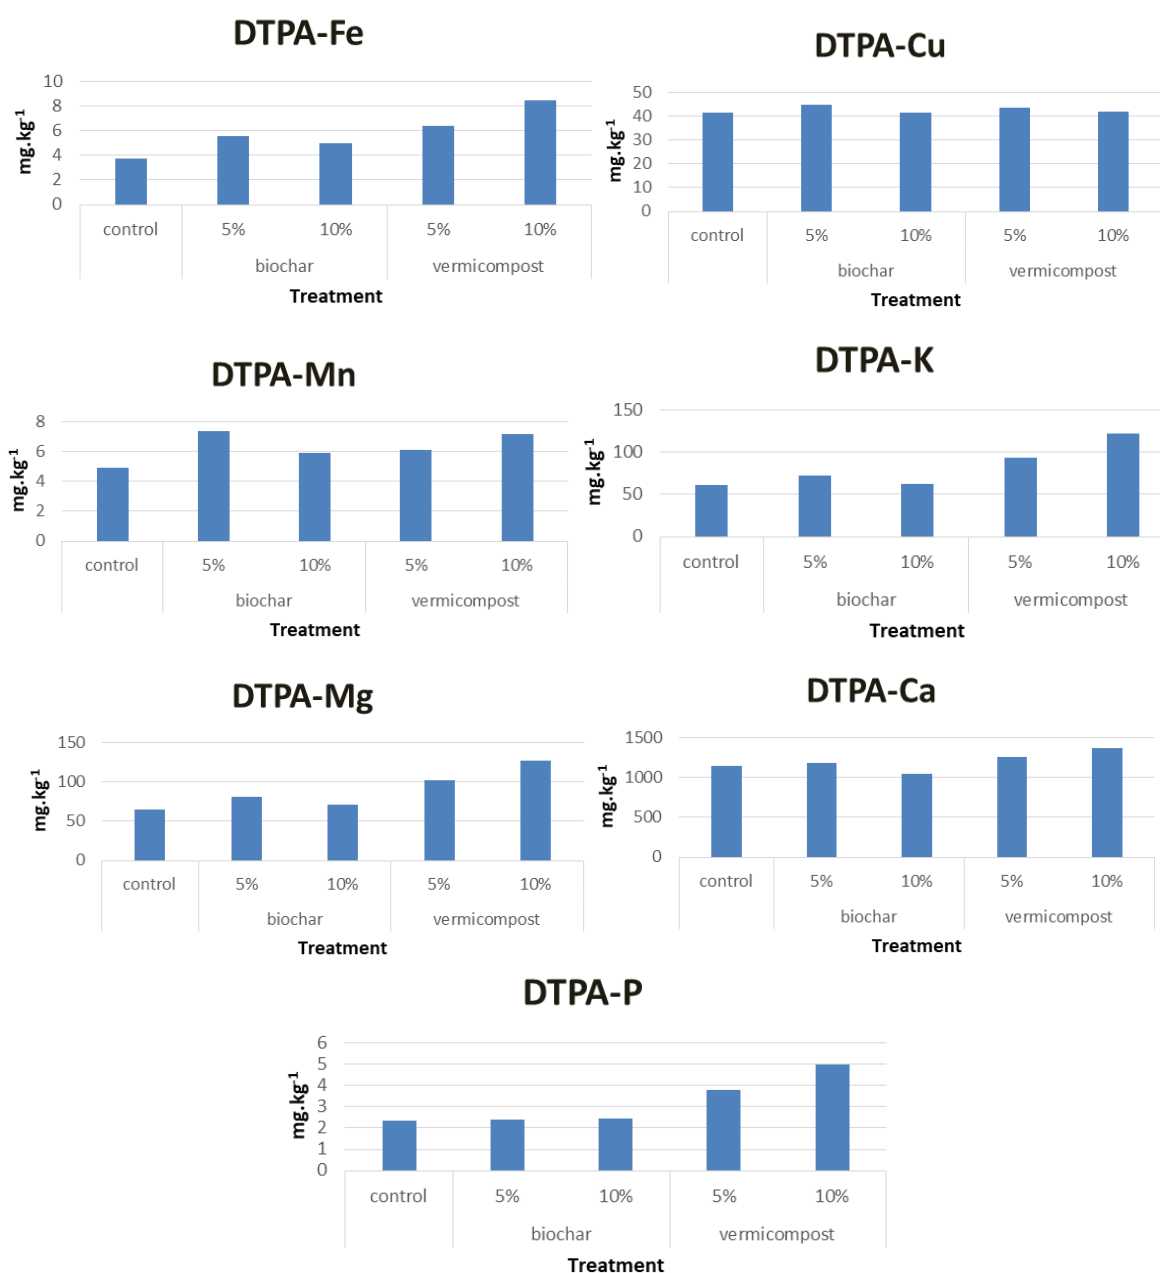 DTPA-Fe
mg.kg-1
10
8
6
4
2
0
control 5% 10% 5% 10%
biochar vermicompost
Treatment
DTPA-Cu
mg.kg-1
50
40
30
20
10
0
control 5% 10% 5% 10%
biochar vermicompost
Treatment
DTPA-Mn
mg.kg-1
8
6
4
2
0
control 5% 10% 5% 10%
biochar vermicompost
Treatment
DTPA-K
mg.kg-1
150
100
50
0
control 5% 10% 5% 10%
biochar vermicompost
Treatment
DTPA-Mg
mg.kg-1
150
100
50
0
control 5% 10% 5% 10%
biochar vermicompost
Treatment
DTPA-Ca
mg.kg-1
1500
1000
500
0
control 5% 10% 5% 10%
biochar vermicompost
Treatment
DTPA-P
mg.kg-1
6
5
4
3
2
1
0
control 5% 10% 5% 10%
biochar vermicompost
Treatment